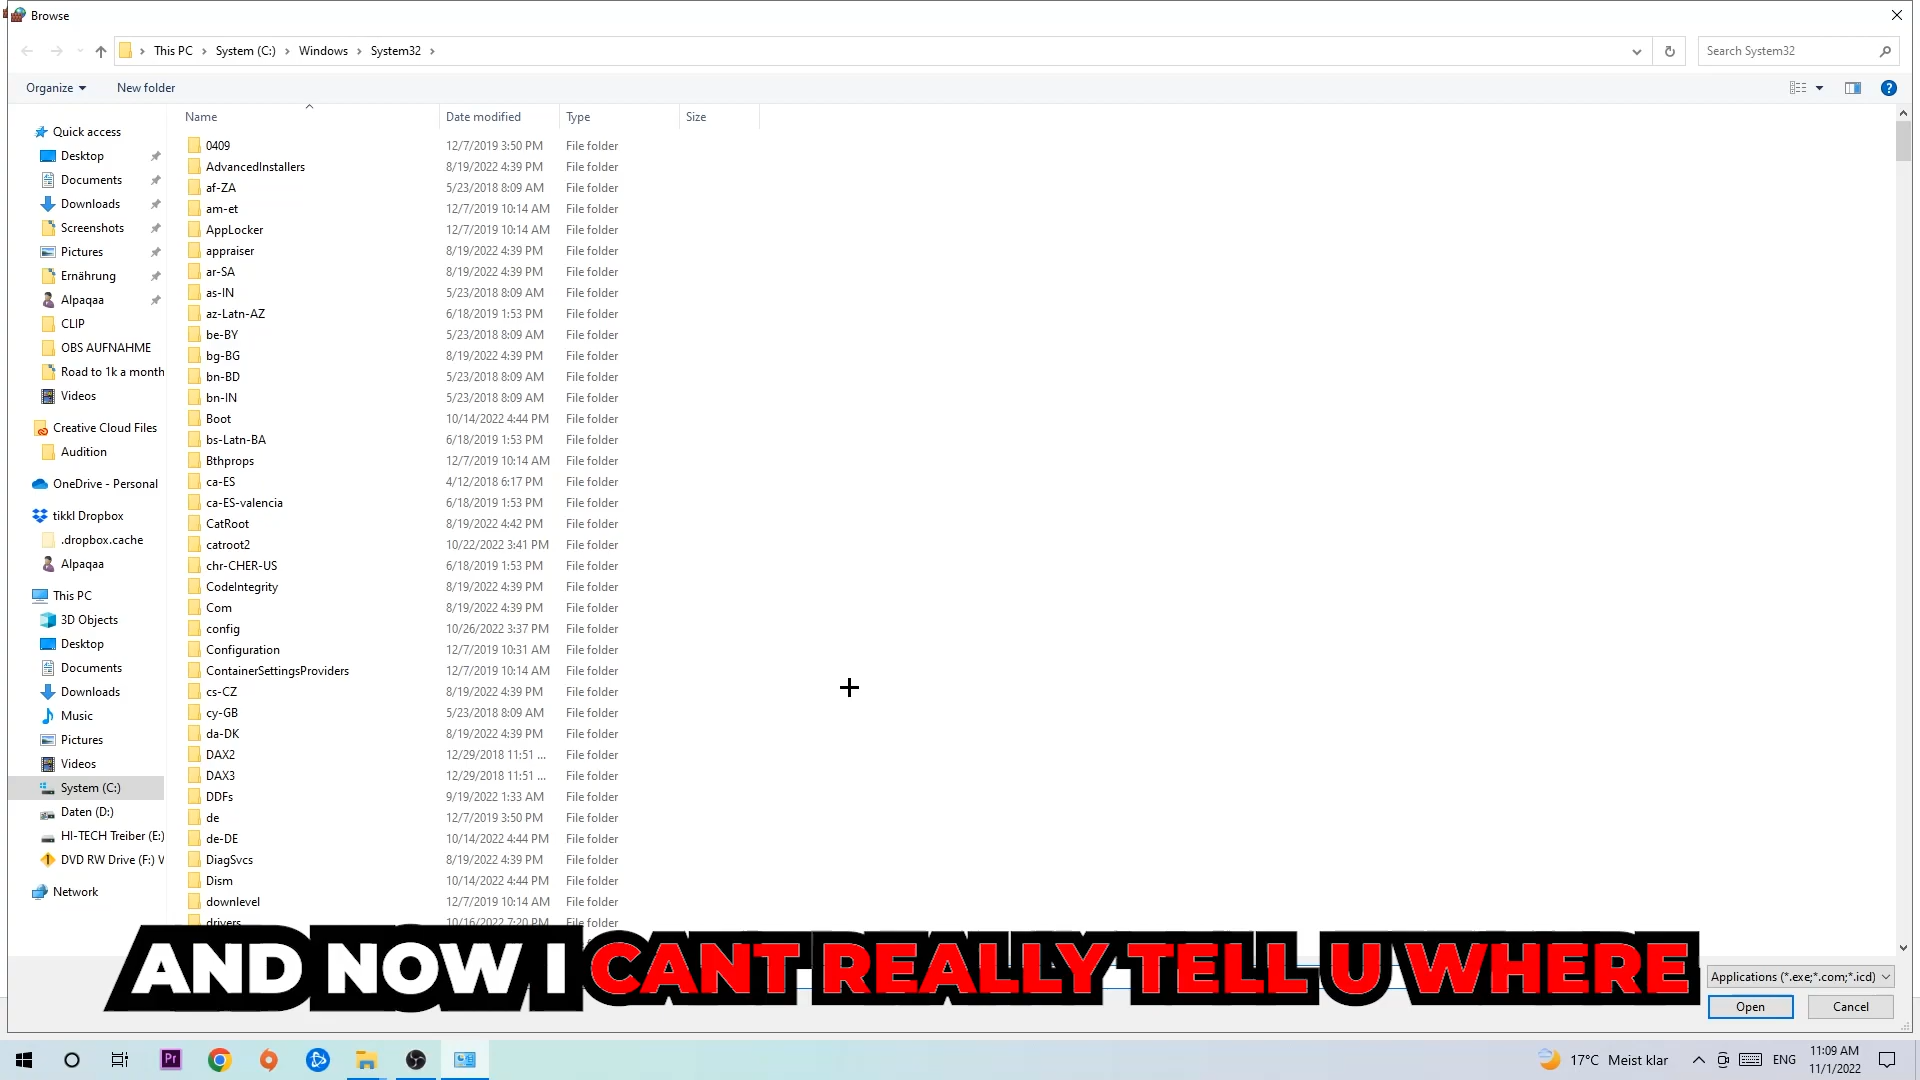 Browse
This PC > System (C:) > Windows > System32 >
Search System32
Organize
New folder
Name
Date modified
Type
Size
Quick access
Desktop
Documents
Downloads
Screenshots
Pictures
Ernährung
Alpaqaa
CLIP
OBS AUFNAHME
Road to 1k a month
Videos
Creative Cloud Files
Audition
OneDrive - Personal
tikkl Dropbox
.dropbox.cache
Alpaqaa
This PC
3D Objects
Desktop
Documents
Downloads
Music
Pictures
Videos
System (C:)
Daten (D:)
HI-TECH Treiber (E:)
DVD RW Drive (F:) V
Network
0409 12/7/2019 3:50 PM File folder
AdvancedInstallers 8/19/2022 4:39 PM File folder
af-ZA 5/23/2018 8:09 AM File folder
am-et 12/7/2019 10:14 AM File folder
AppLocker 12/7/2019 10:14 AM File folder
appraiser 8/19/2022 4:39 PM File folder
ar-SA 8/19/2022 4:39 PM File folder
as-IN 5/23/2018 8:09 AM File folder
az-Latn-AZ 6/18/2019 1:53 PM File folder
be-BY 5/23/2018 8:09 AM File folder
bg-BG 8/19/2022 4:39 PM File folder
bn-BD 5/23/2018 8:09 AM File folder
bn-IN 5/23/2018 8:09 AM File folder
Boot 10/14/2022 4:44 PM File folder
bs-Latn-BA 6/18/2019 1:53 PM File folder
Bthprops 12/7/2019 10:14 AM File folder
ca-ES 4/12/2018 6:17 PM File folder
ca-ES-valencia 6/18/2019 1:53 PM File folder
CatRoot 8/19/2022 4:42 PM File folder
catroot2 10/22/2022 3:41 PM File folder
chr-CHER-US 6/18/2019 1:53 PM File folder
CodeIntegrity 8/19/2022 4:39 PM File folder
Com 8/19/2022 4:39 PM File folder
config 10/26/2022 3:37 PM File folder
Configuration 12/7/2019 10:31 AM File folder
ContainerSettingsProviders 12/7/2019 10:14 AM File folder
cs-CZ 8/19/2022 4:39 PM File folder
cy-GB 5/23/2018 8:09 AM File folder
da-DK 8/19/2022 4:39 PM File folder
DAX2 12/29/2018 11:51 ... File folder
DAX3 12/29/2018 11:51 ... File folder
DDFs 9/19/2022 1:33 AM File folder
de 12/7/2019 3:50 PM File folder
de-DE 10/14/2022 4:44 PM File folder
DiagSvcs 8/19/2022 4:39 PM File folder
Dism 10/14/2022 4:44 PM File folder
downlevel 12/7/2019 10:14 AM File folder
drivers 10/16/2022 7:20 PM File folder
AND NOW I CANT REALLY TELL U WHERE
Applications (*.exe;*.com;*.icd)
Open
Cancel
Pr
17°C Meist klar
ENG
11:09 AM
11/1/2022